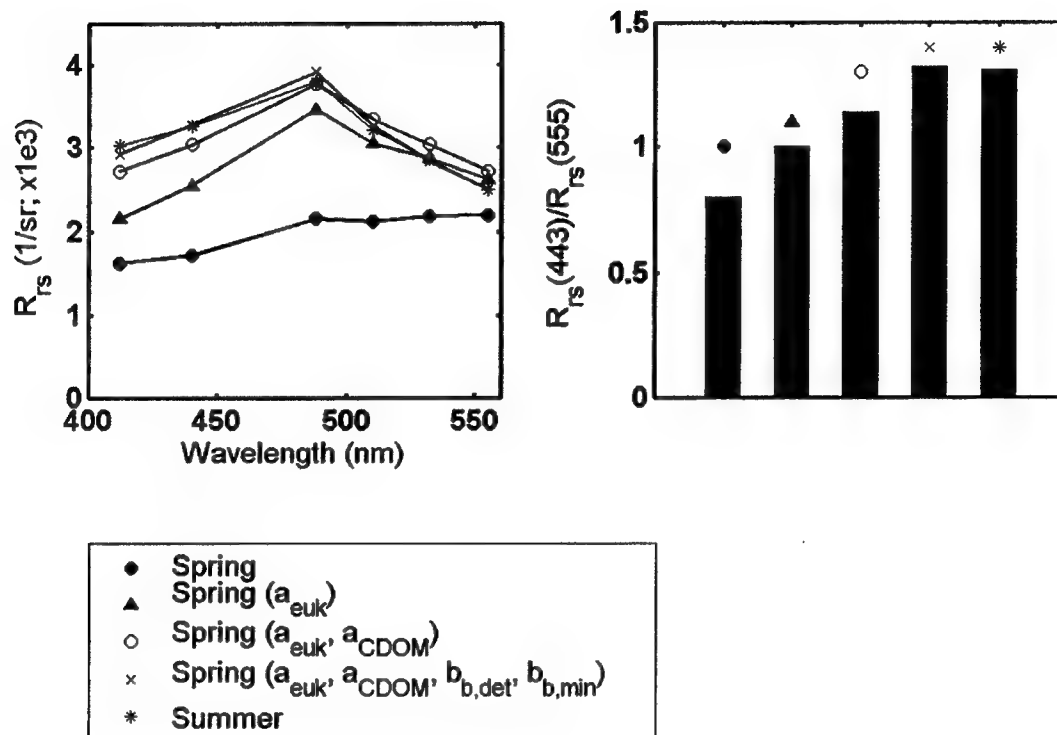 4
3
2
1
0
R_rs (1/sr; x1e3)
400 450 500 550
Wavelength (nm)
1.5
1
0.5
0
R_rs(443)/R_rs(555)
Spring
Spring (a_euk)
Spring (a_euk, a_CDOM)
Spring (a_euk, a_CDOM, b_b,det, b_b,min)
Summer